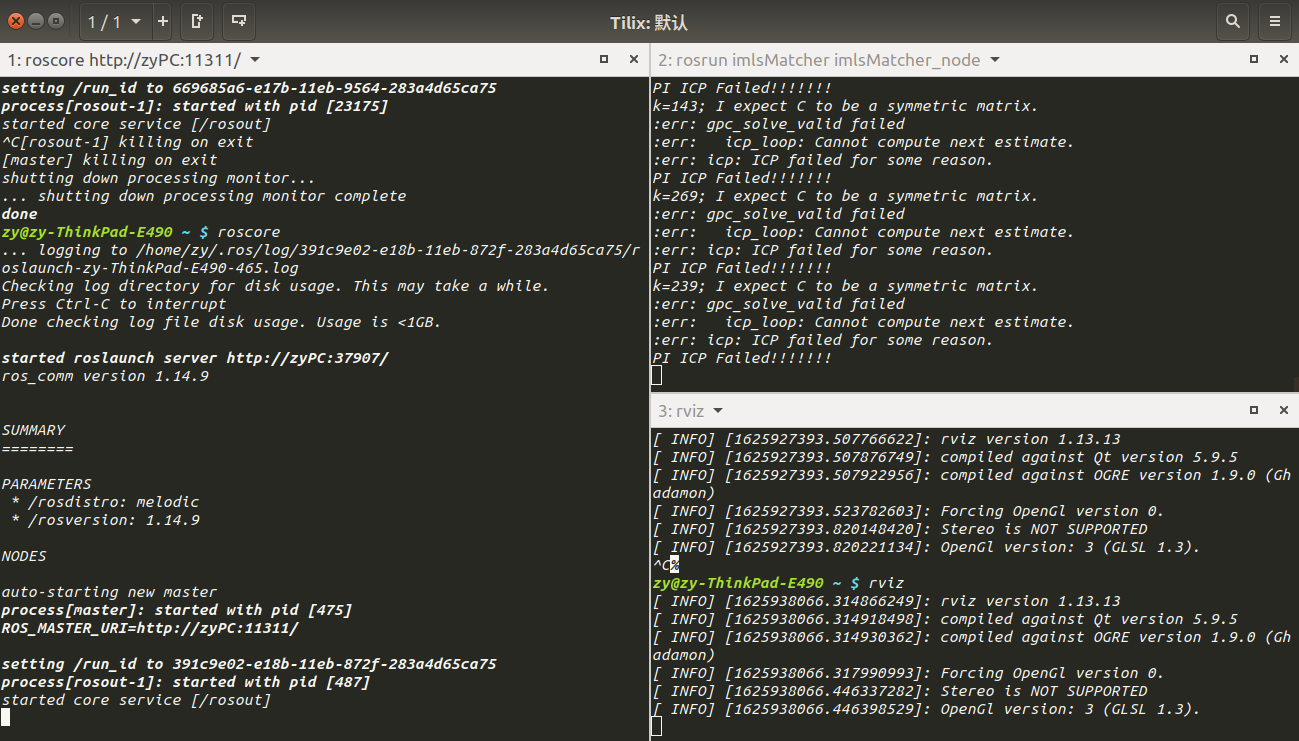 1 / 1
Tilix: 默认
1: roscore http://zyPC:11311/
setting /run_id to 669685a6-e17b-11eb-9564-283a4d65ca75
process[rosout-1]: started with pid [23175]
started core service [/rosout]
^C[rosout-1] killing on exit
[master] killing on exit
shutting down processing monitor...
... shutting down processing monitor complete
done
zy@zy-ThinkPad-E490 ~ $ roscore
... logging to /home/zy/.ros/log/391c9e02-e18b-11eb-872f-283a4d65ca75/r
oslaunch-zy-ThinkPad-E490-465.log
Checking log directory for disk usage. This may take a while.
Press Ctrl-C to interrupt
Done checking log file disk usage. Usage is <1GB.
started roslaunch server http://zyPC:37907/
ros_comm version 1.14.9
SUMMARY
========
PARAMETERS
* /rosdistro: melodic
* /rosversion: 1.14.9
NODES
auto-starting new master
process[master]: started with pid [475]
ROS_MASTER_URI=http://zyPC:11311/
setting /run_id to 391c9e02-e18b-11eb-872f-283a4d65ca75
process[rosout-1]: started with pid [487]
started core service [/rosout]
2: rosrun imlsMatcher imlsMatcher_node
PI ICP Failed!!!!!!!
k=143; I expect C to be a symmetric matrix.
:err: gpc_solve_valid failed
:err:   icp_loop: Cannot compute next estimate.
:err: icp: ICP failed for some reason.
PI ICP Failed!!!!!!!
k=269; I expect C to be a symmetric matrix.
:err: gpc_solve_valid failed
:err:   icp_loop: Cannot compute next estimate.
:err: icp: ICP failed for some reason.
PI ICP Failed!!!!!!!
k=239; I expect C to be a symmetric matrix.
:err: gpc_solve_valid failed
:err:   icp_loop: Cannot compute next estimate.
:err: icp: ICP failed for some reason.
PI ICP Failed!!!!!!!
3: rviz
[ INFO] [1625927393.507766622]: rviz version 1.13.13
[ INFO] [1625927393.507876749]: compiled against Qt version 5.9.5
[ INFO] [1625927393.507922956]: compiled against OGRE version 1.9.0 (Gh
adamon)
[ INFO] [1625927393.523782603]: Forcing OpenGl version 0.
[ INFO] [1625927393.820148420]: Stereo is NOT SUPPORTED
[ INFO] [1625927393.820221134]: OpenGl version: 3 (GLSL 1.3).
^C%
zy@zy-ThinkPad-E490 ~ $ rviz
[ INFO] [1625938066.314866249]: rviz version 1.13.13
[ INFO] [1625938066.314918498]: compiled against Qt version 5.9.5
[ INFO] [1625938066.314930362]: compiled against OGRE version 1.9.0 (Gh
adamon)
[ INFO] [1625938066.317990993]: Forcing OpenGl version 0.
[ INFO] [1625938066.446337282]: Stereo is NOT SUPPORTED
[ INFO] [1625938066.446398529]: OpenGl version: 3 (GLSL 1.3).